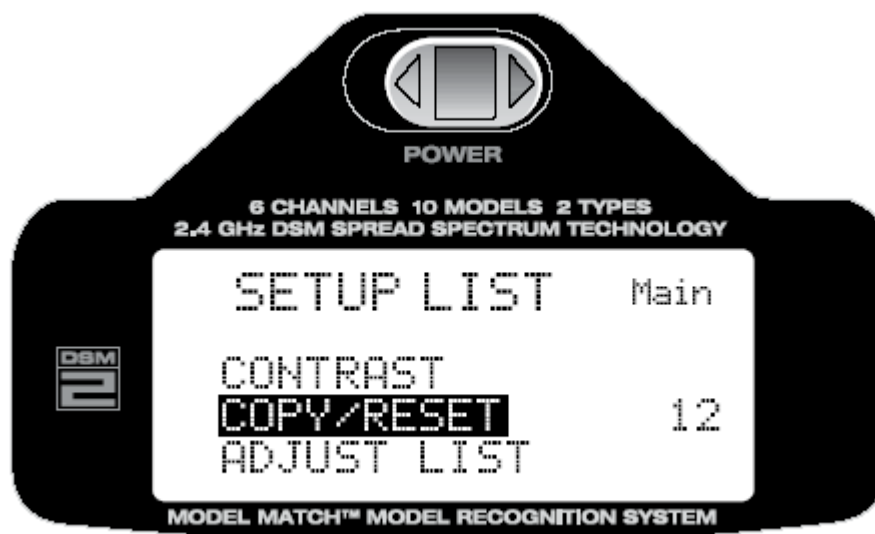 POWER
6 CHANNELS 10 MODELS 2 TYPES
2.4 GHz DSM SPREAD SPECTRUM TECHNOLOGY
SETUP LIST Main
DSM
2
CONTRAST
COPY/RESET 12
ADJUST LIST
MODEL MATCH™ MODEL RECOGNITION SYSTEM